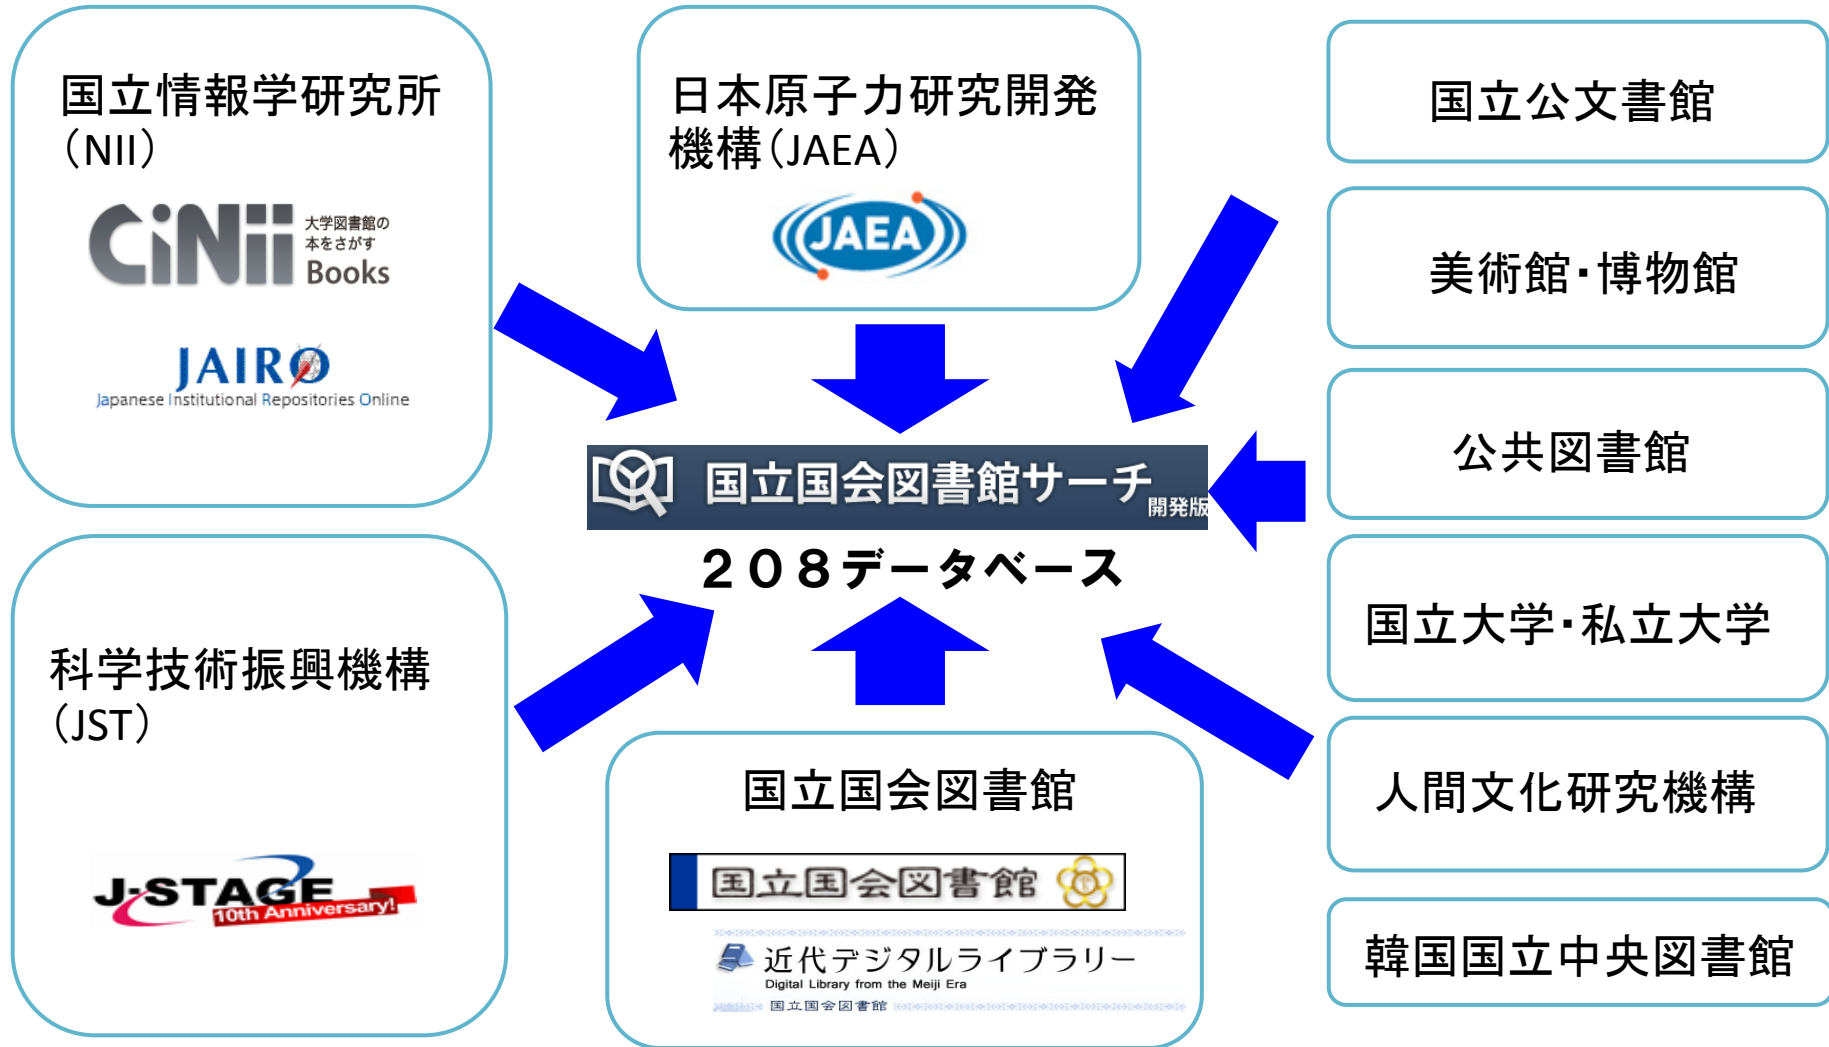 国立情報学研究所
（NII）
CiNii 大学図書館の
本をさがす
Books
JAIRO
Japanese Institutional Repositories Online
日本原子力研究開発
機構（JAEA）
JAEA
国立公文書館
美術館・博物館
公共図書館
国立大学・私立大学
人間文化研究機構
韓国国立中央図書館
国立国会図書館サーチ
開発版
２０８データベース
科学技術振興機構
（JST）
J-STAGE
10th Anniversary!
国立国会図書館
国立国会図書館
近代デジタルライブラリー
Digital Library from the Meiji Era
国立国会図書館